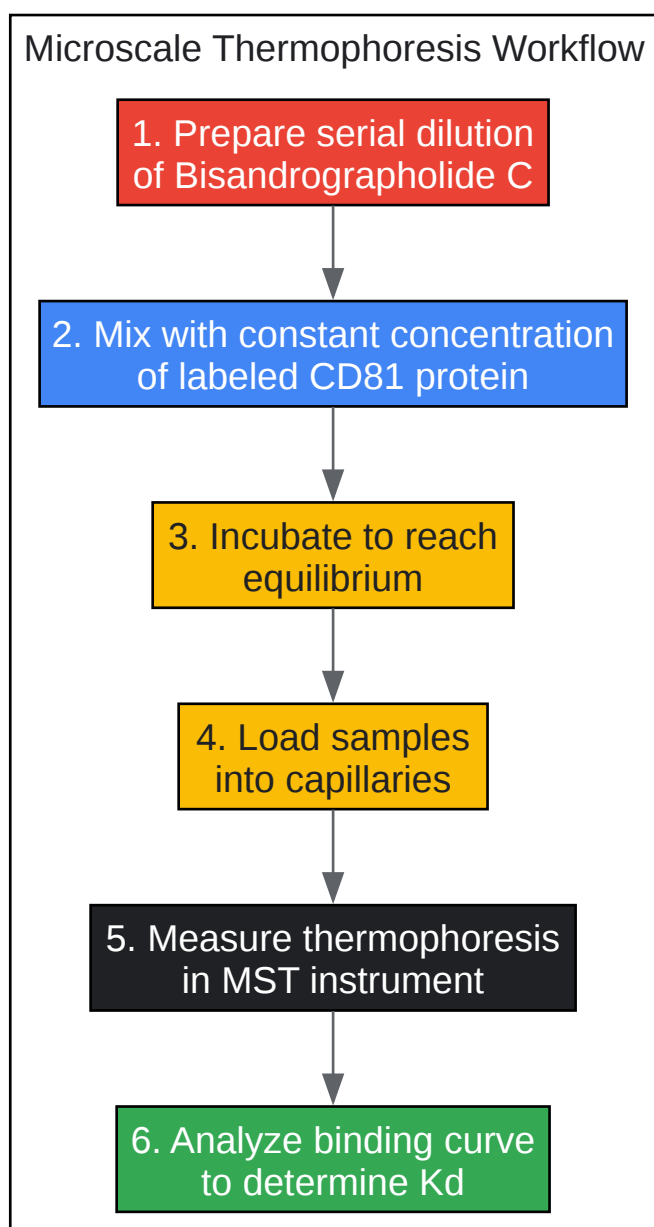 Microscale Thermophoresis Workflow
1. Prepare serial dilution
of Bisandrographolide C
2. Mix with constant concentration
of labeled CD81 protein
3. Incubate to reach
equilibrium
4. Load samples
into capillaries
5. Measure thermophoresis
in MST instrument
6. Analyze binding curve
to determine Kd